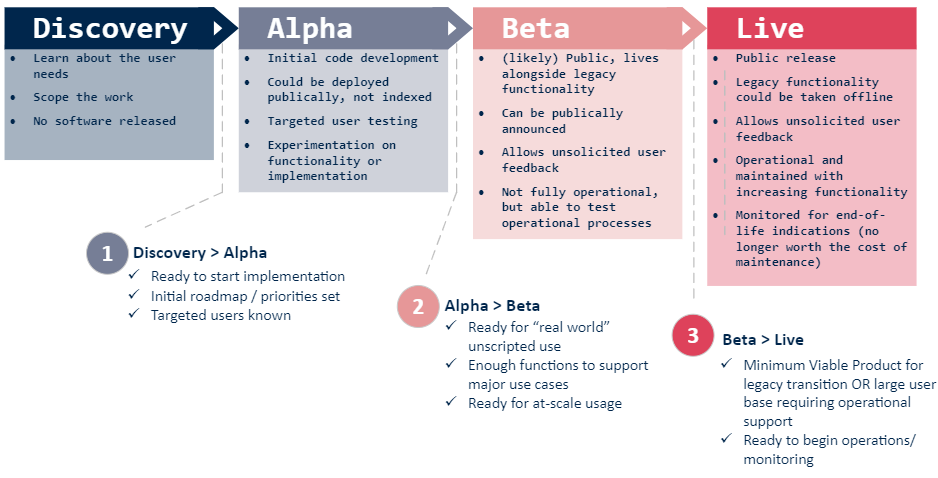 Discovery
• Learn about the user
needs
• Scope the work
• No software released
Alpha
• Initial code development
• Could be deployed
publically, not indexed
• Targeted user testing
• Experimentation on
functionality or
implementation
Beta
• (likely) Public, lives
alongside legacy
functionality
• Can be publically
announced
• Allows unsolicited user
feedback
• Not fully operational,
but able to test
operational processes
Live
• Public release
• Legacy functionality
could be taken offline
• Allows unsolicited user
feedback
• Operational and
maintained with
increasing functionality
• Monitored for end-of-
life indications (no
longer worth the cost of
maintenance)
1
Discovery > Alpha
✓ Ready to start implementation
✓ Initial roadmap / priorities set
✓ Targeted users known
2
Alpha > Beta
✓ Ready for “real world”
unscripted use
✓ Enough functions to support
major use cases
✓ Ready for at-scale usage
3
Beta > Live
✓ Minimum Viable Product for
legacy transition OR large user
base requiring operational
support
✓ Ready to begin operations/
monitoring